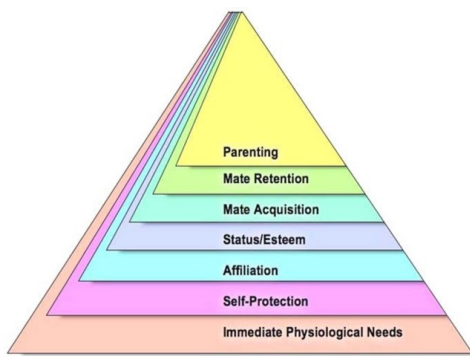 Parenting
Mate Retention
Mate Acquisition
Status/Esteem
Affiliation
Self-Protection
Immediate Physiological Needs